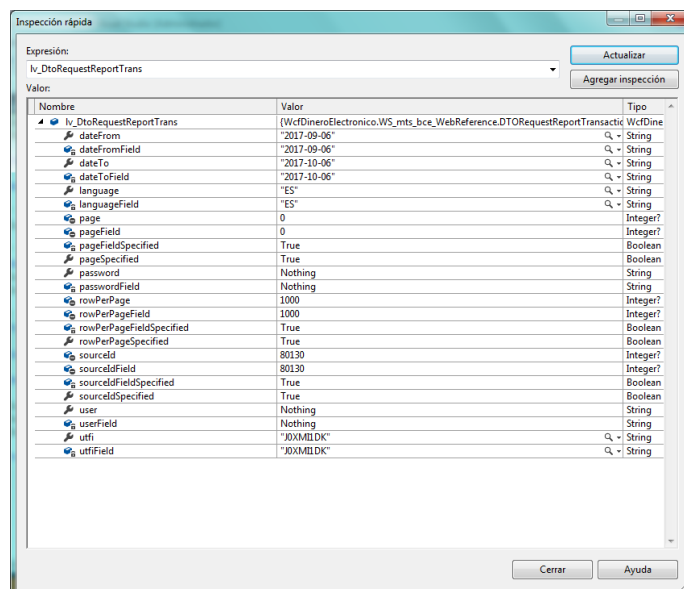 Inspección rápida
Expresión:
Actualizar
lv_DtoRequestReportTrans
Agregar inspección
Valor:
Nombre Valor Tipo
lv_DtoRequestReportTrans {WcfDineroElectronico.WS_mts_bce_WebReference.DTORequestReportTransactic WcfDine
dateFrom "2017-09-06" String
dateFromField "2017-09-06" String
dateTo "2017-10-06" String
dateToField "2017-10-06" String
language "ES" String
languageField "ES" String
page 0 Integer?
pageField 0 Integer?
pageFieldSpecified True Boolean
pageSpecified True Boolean
password Nothing String
passwordField Nothing String
rowPerPage 1000 Integer?
rowPerPageField 1000 Integer?
rowPerPageFieldSpecified True Boolean
rowPerPageSpecified True Boolean
sourceId 80130 Integer?
sourceIdField 80130 Integer?
sourceIdFieldSpecified True Boolean
sourceIdSpecified True Boolean
user Nothing String
userField Nothing String
utfi "J0XMI1DK" String
utfiField "J0XMI1DK" String
Cerrar Ayuda